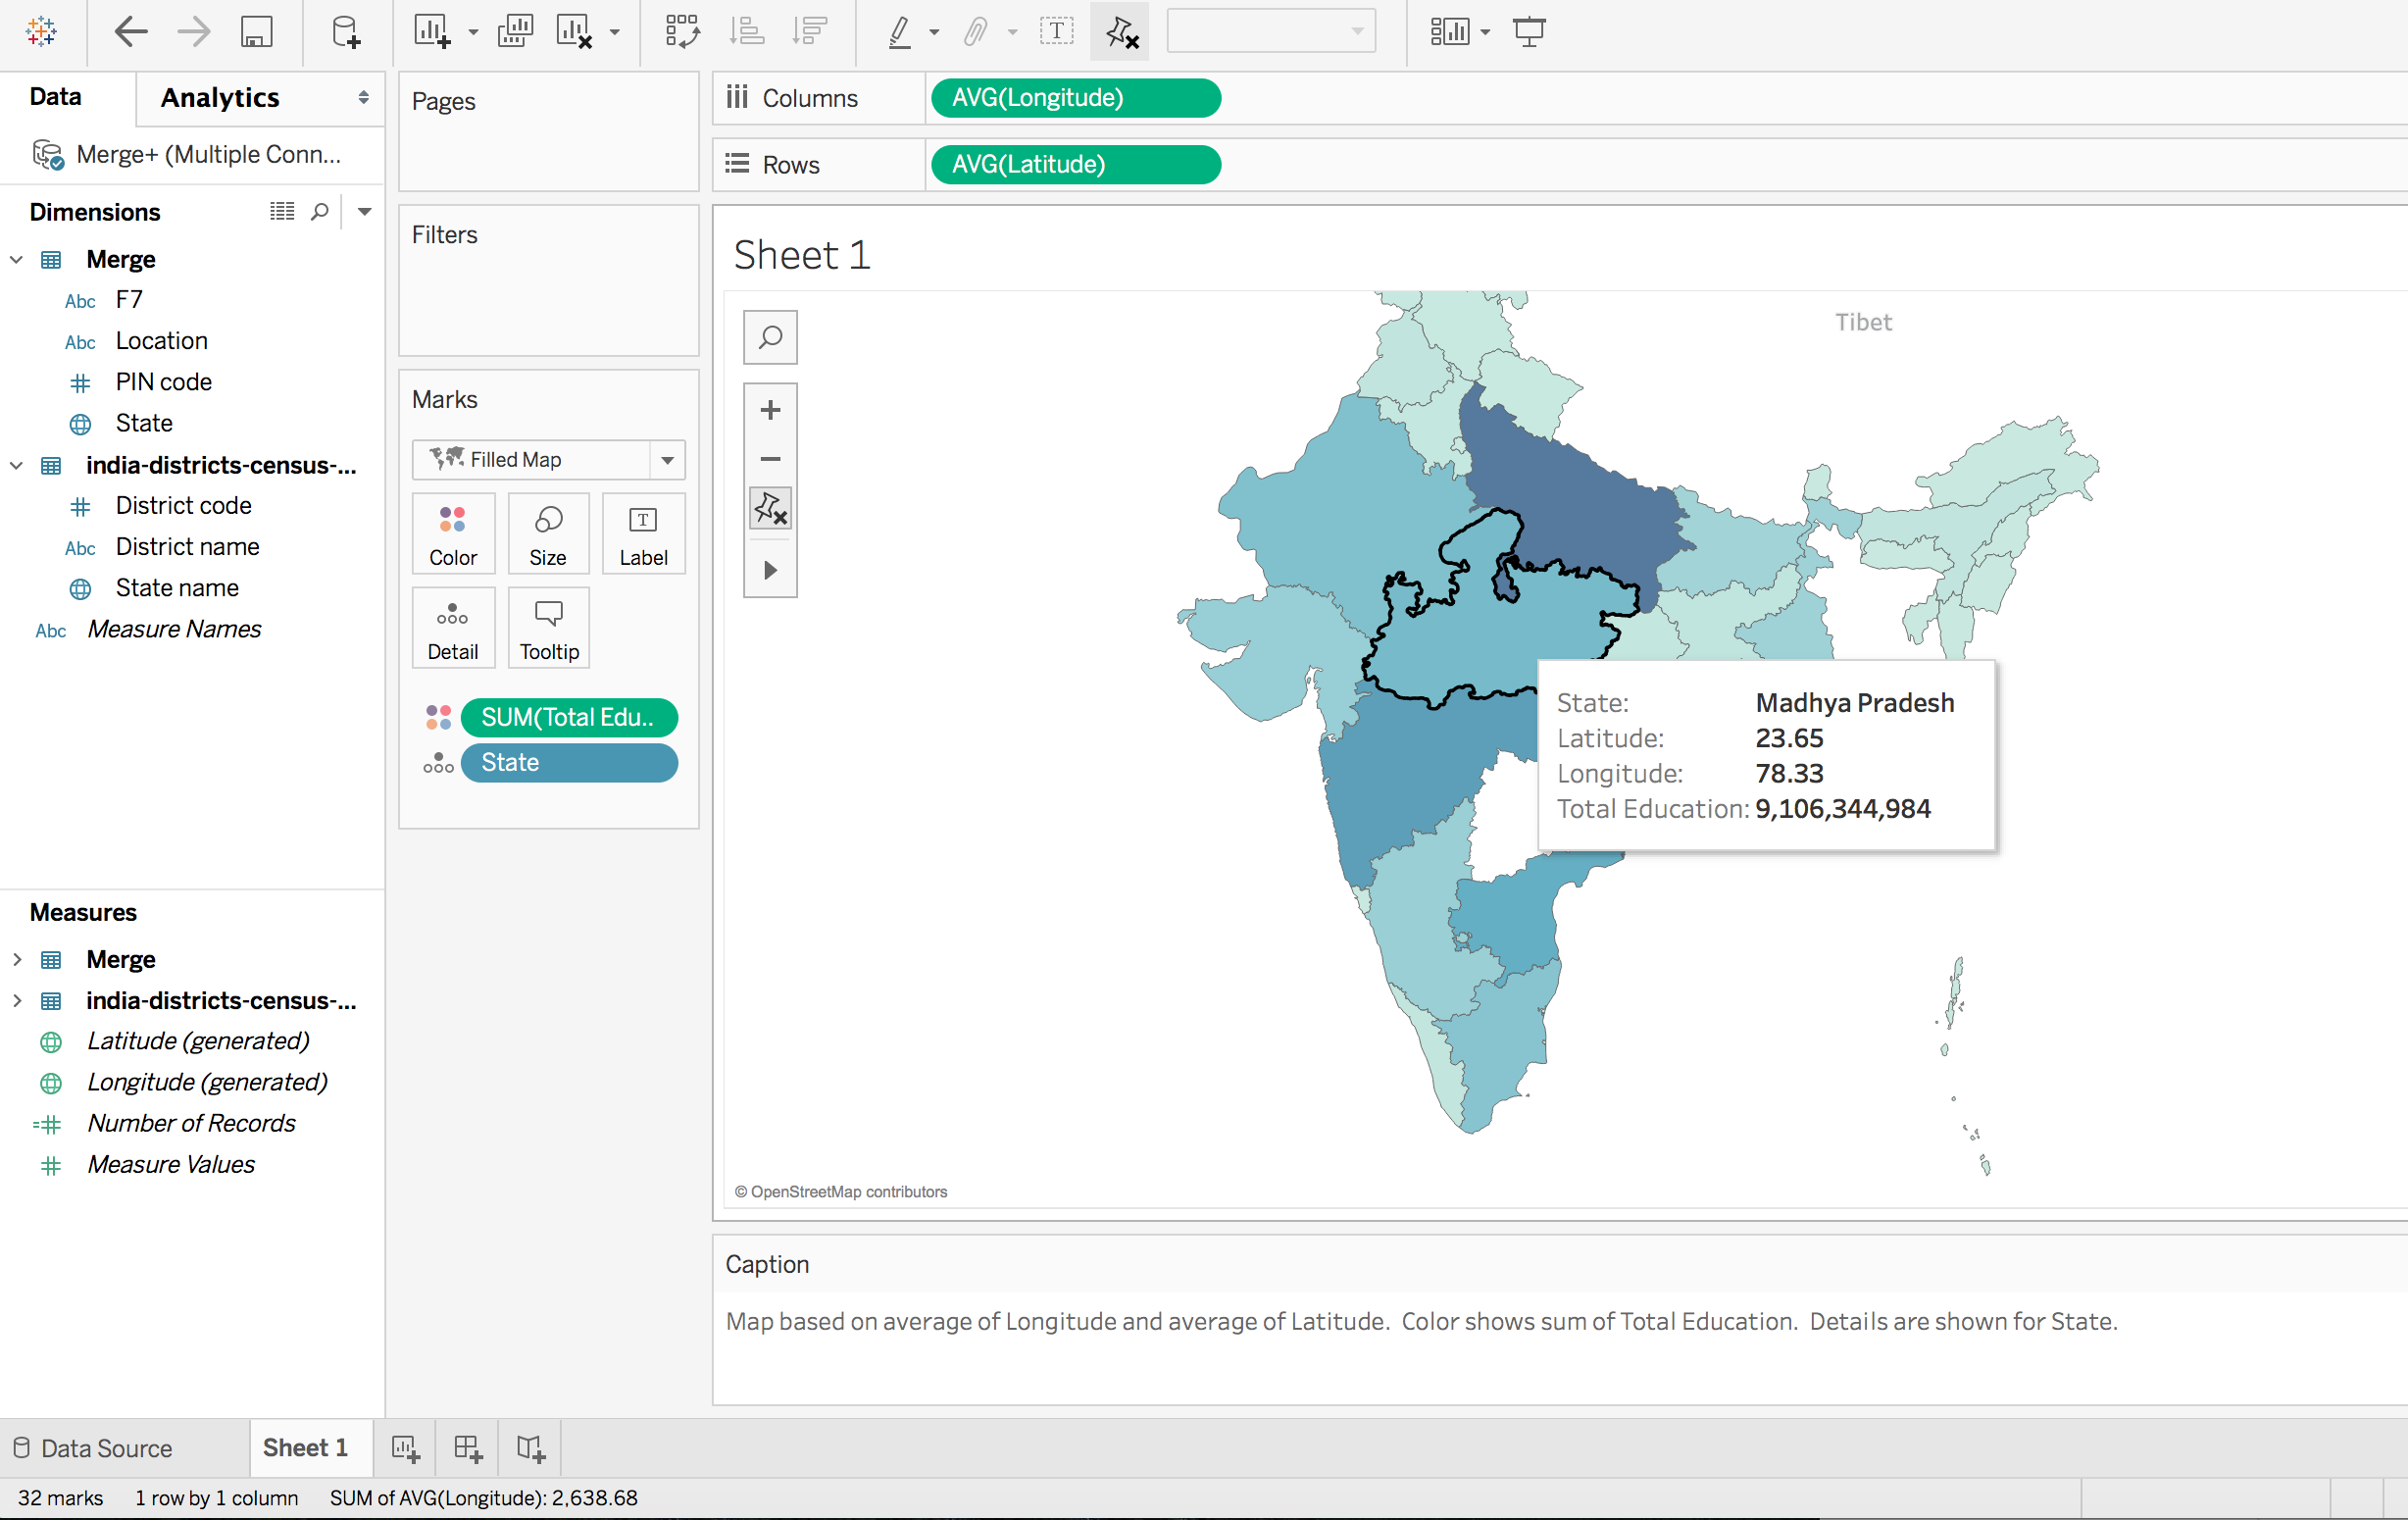 Data
Analytics
Merge+ (Multiple Conn...
Dimensions
Merge
Abc F7
Abc Location
PIN code
State
india-districts-census-...
District code
Abc District name
State name
Abc Measure Names
Measures
Merge
india-districts-census-...
Latitude (generated)
Longitude (generated)
Number of Records
Measure Values
Pages
Filters
Marks
Filled Map
Color
Size
T
Label
Detail
Tooltip
SUM(Total Edu..
State
T
Columns
AVG(Longitude)
Rows
AVG(Latitude)
Sheet 1
Tibet
State: Madhya Pradesh
Latitude: 23.65
Longitude: 78.33
Total Education: 9,106,344,984
© OpenStreetMap contributors
Caption
Map based on average of Longitude and average of Latitude. Color shows sum of Total Education. Details are shown for State.
Data Source
Sheet 1
32 marks
1 row by 1 column
SUM of AVG(Longitude): 2,638.68